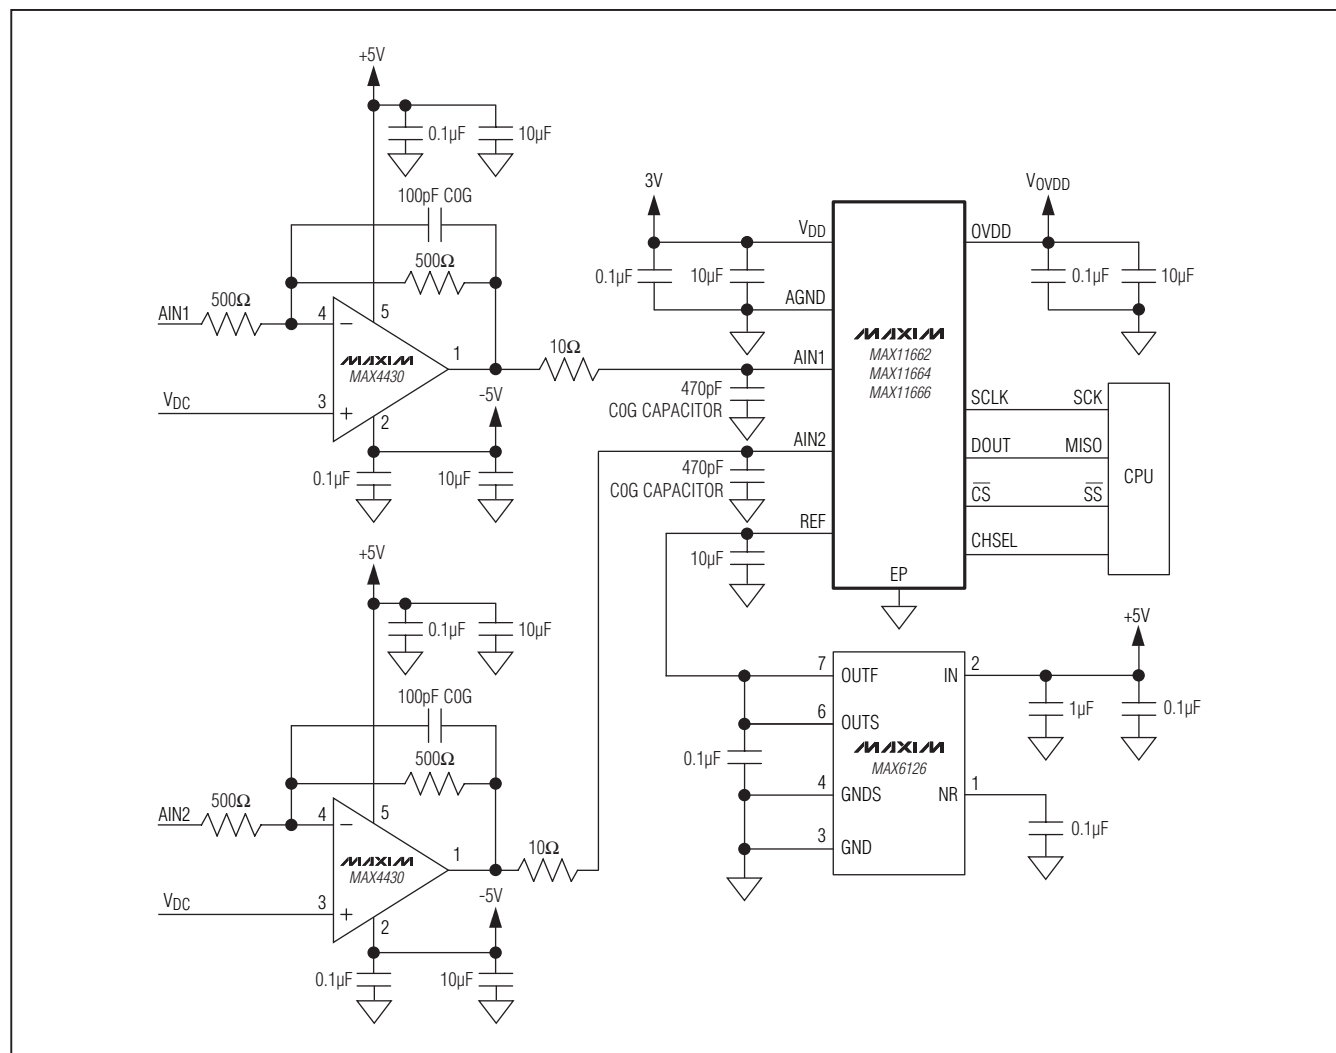 +5V
0.1µF
10µF
100pF C0G
500Ω
500Ω
AIN1
4
−
5
MAXIM
MAX4430
1
10Ω
VDC
3
+
2
-5V
0.1µF
10µF
+5V
0.1µF
10µF
100pF C0G
500Ω
500Ω
AIN2
4
−
5
MAXIM
MAX4430
1
10Ω
VDC
3
+
2
-5V
0.1µF
10µF
3V
0.1µF
10µF
VDD
AGND
AIN1
470pF
C0G CAPACITOR
AIN2
470pF
C0G CAPACITOR
REF
10µF
MAXIM
MAX11662
MAX11664
MAX11666
EP
VOVDD
OVDD
0.1µF
10µF
SCLK
SCK
DOUT
MISO
CS
SS
CHSEL
CPU
+5V
7
OUTF
IN
2
1µF
0.1µF
6
OUTS
0.1µF
MAXIM
MAX6126
4
GNDS
NR
1
0.1µF
3
GND